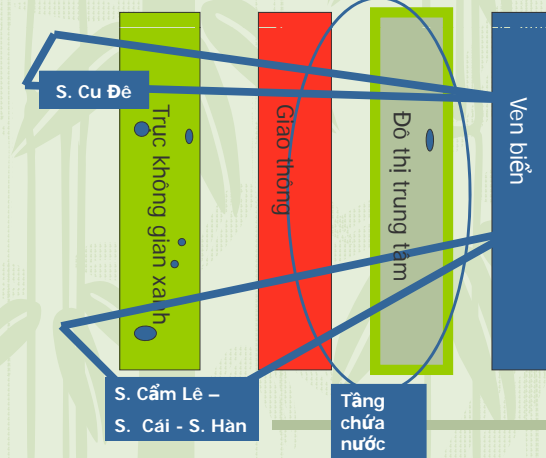 S. Cu Đê
Trục không gian xanh
Giao thông
Đô thị trung tâm
Ven biển
S. Cẩm Lê –
S. Cái - S. Hàn
Tầng
chứa
nước